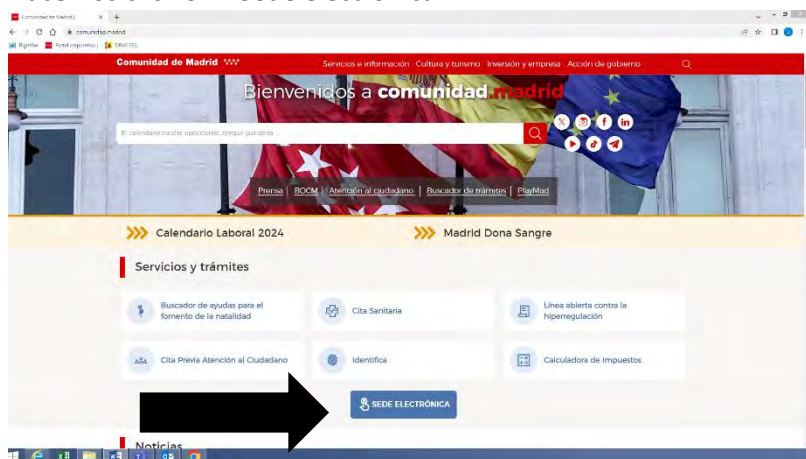 Comunidad de Madrid |
comunidad.madrid
Comunidad de Madrid
Servicios e información Cultura y turismo Inversión y empresa Acción de gobierno
Bienvenidos a comunidad.madrid
Prensa | BOCM | Atención al ciudadano | Buscador de trámites | PlayMad
Calendario Laboral 2024
Madrid Dona Sangre
Servicios y trámites
Buscador de ayudas para el
fomento de la natalidad
Cita Sanitaria
Línea abierta contra la
hiperregulación
Cita Previa Atención al Ciudadano
Identifica
Calculadora de Impuestos
SEDE ELECTRÓNICA
Noticias